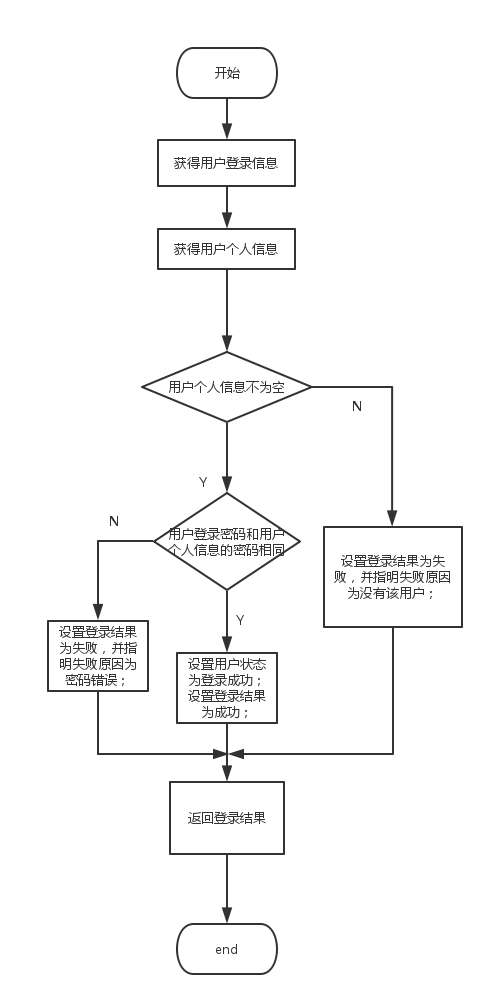 开始
获得用户登录信息
获得用户个人信息
用户个人信息不为空
N
Y
用户登录密码和用户
个人信息的密码相同
N
设置登录结果为失
败，并指明失败原因
为没有该用户；
Y
设置登录结果
为失败，并指
明失败原因为
密码错误；
设置用户状态
为登录成功；
设置登录结果
为成功；
返回登录结果
end